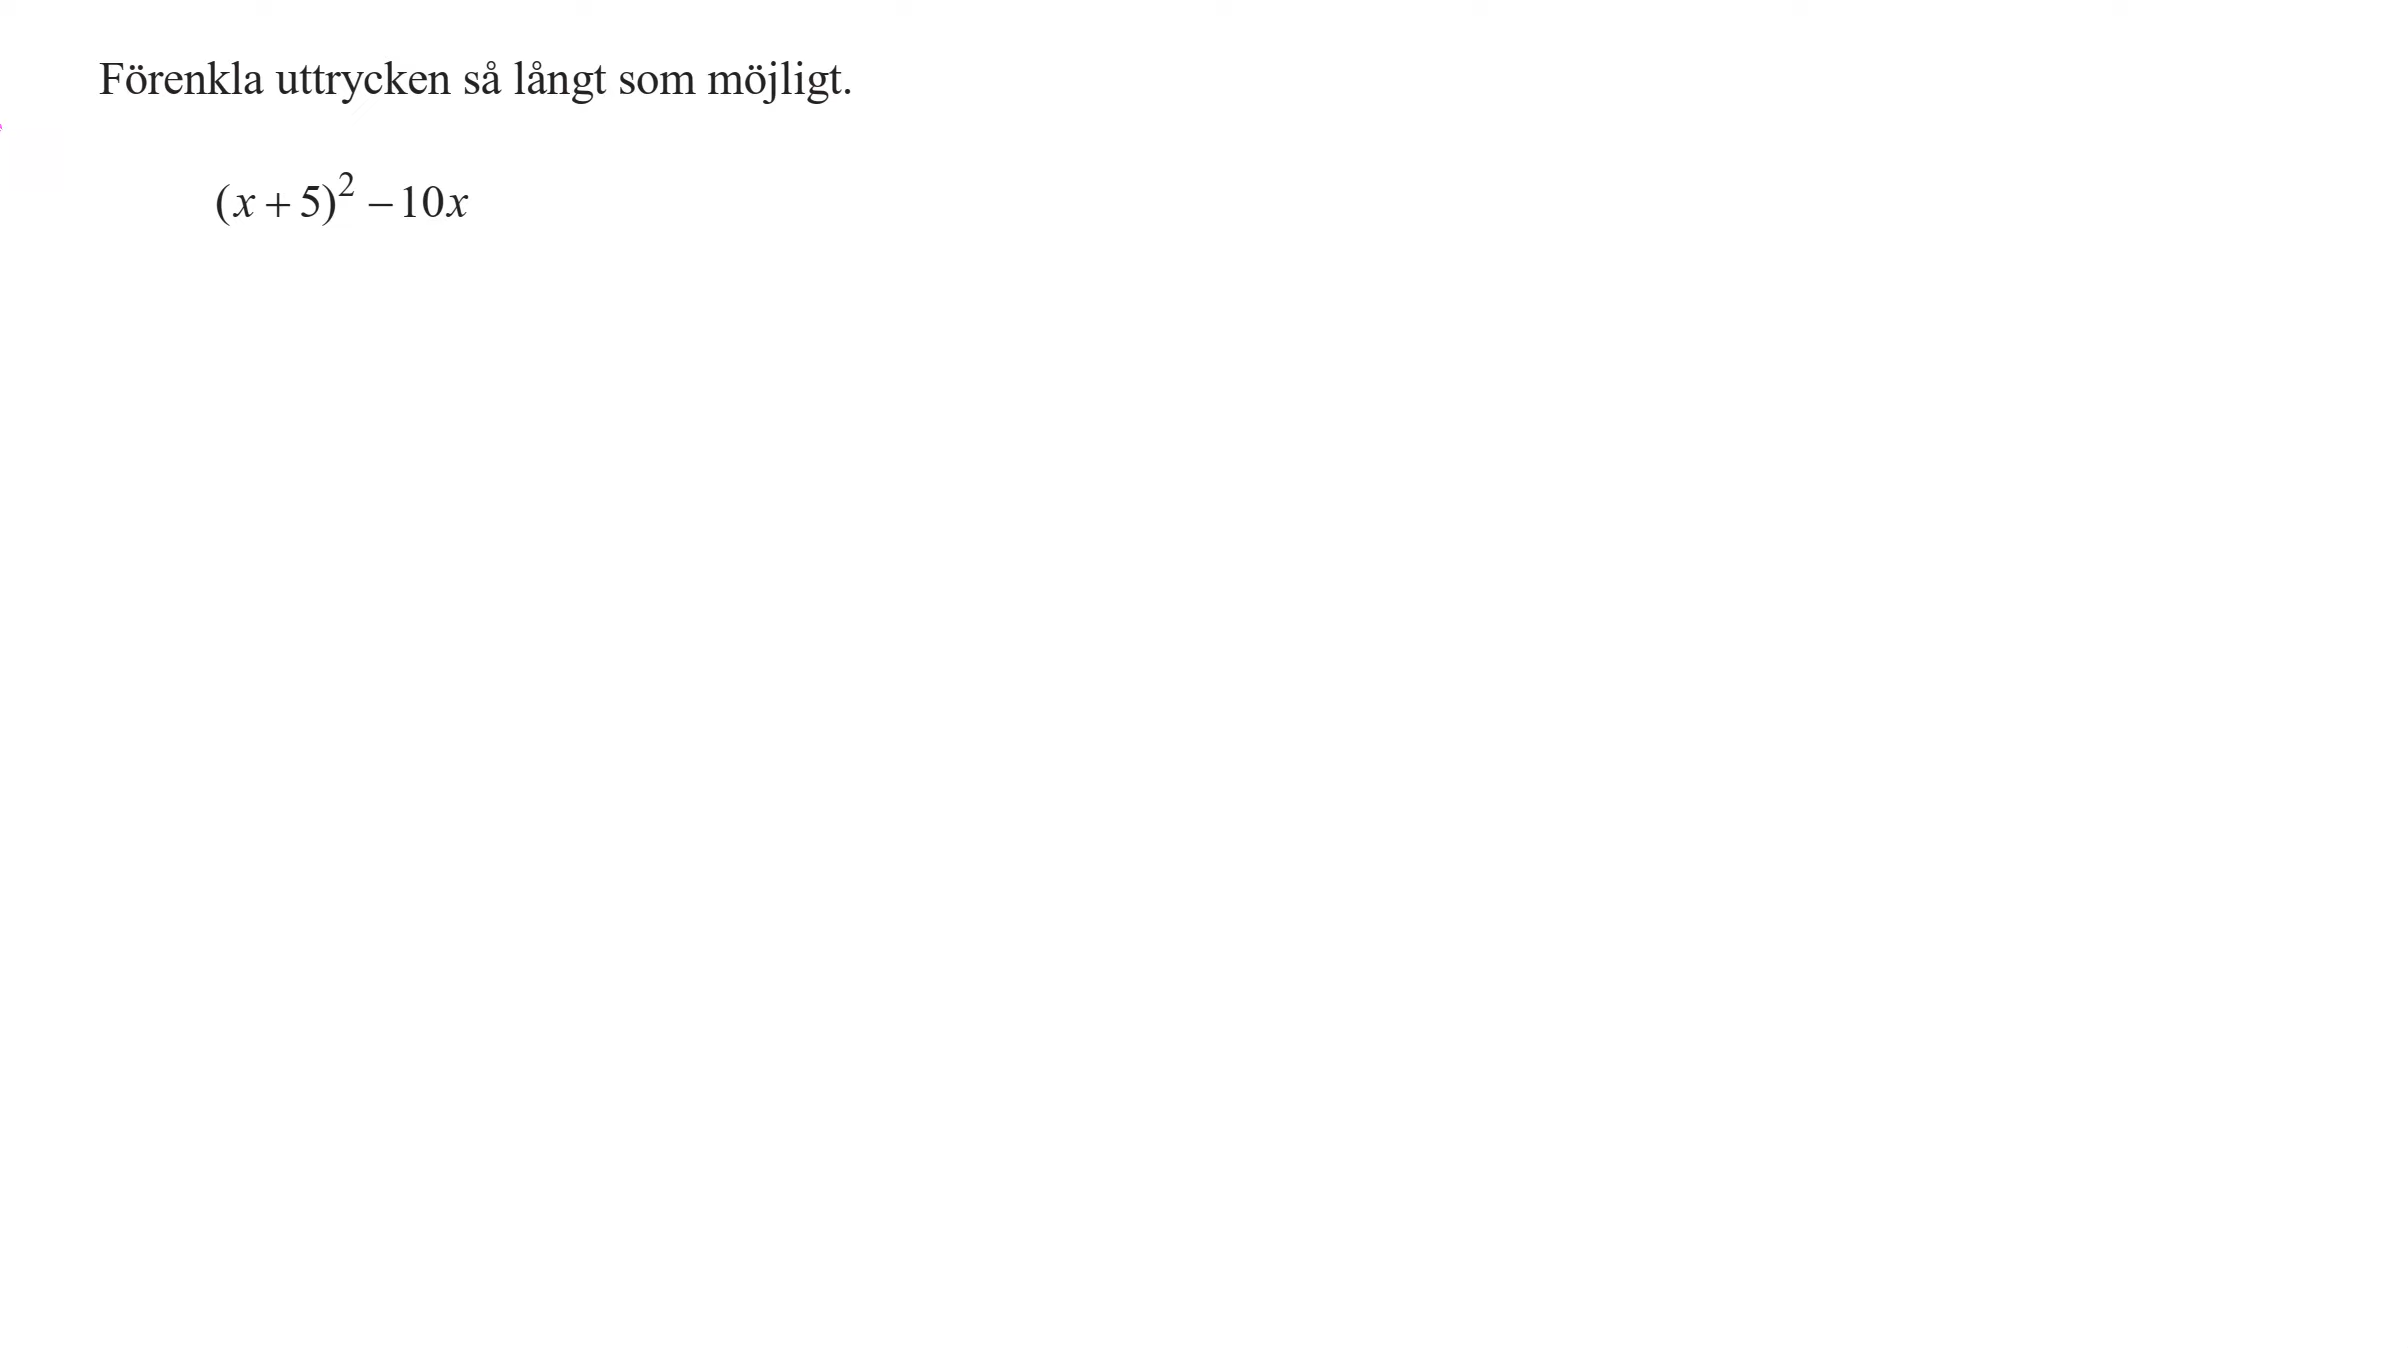 Förenkla uttrycken så långt som möjligt.
(x + 5)² − 10x